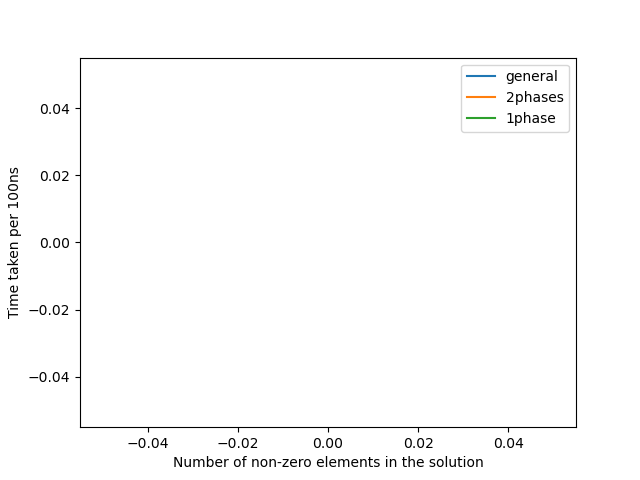 general
2phases
1phase
0.04
0.02
0.00
−0.02
−0.04
Time taken per 100ns
−0.04 −0.02 0.00 0.02 0.04
Number of non-zero elements in the solution